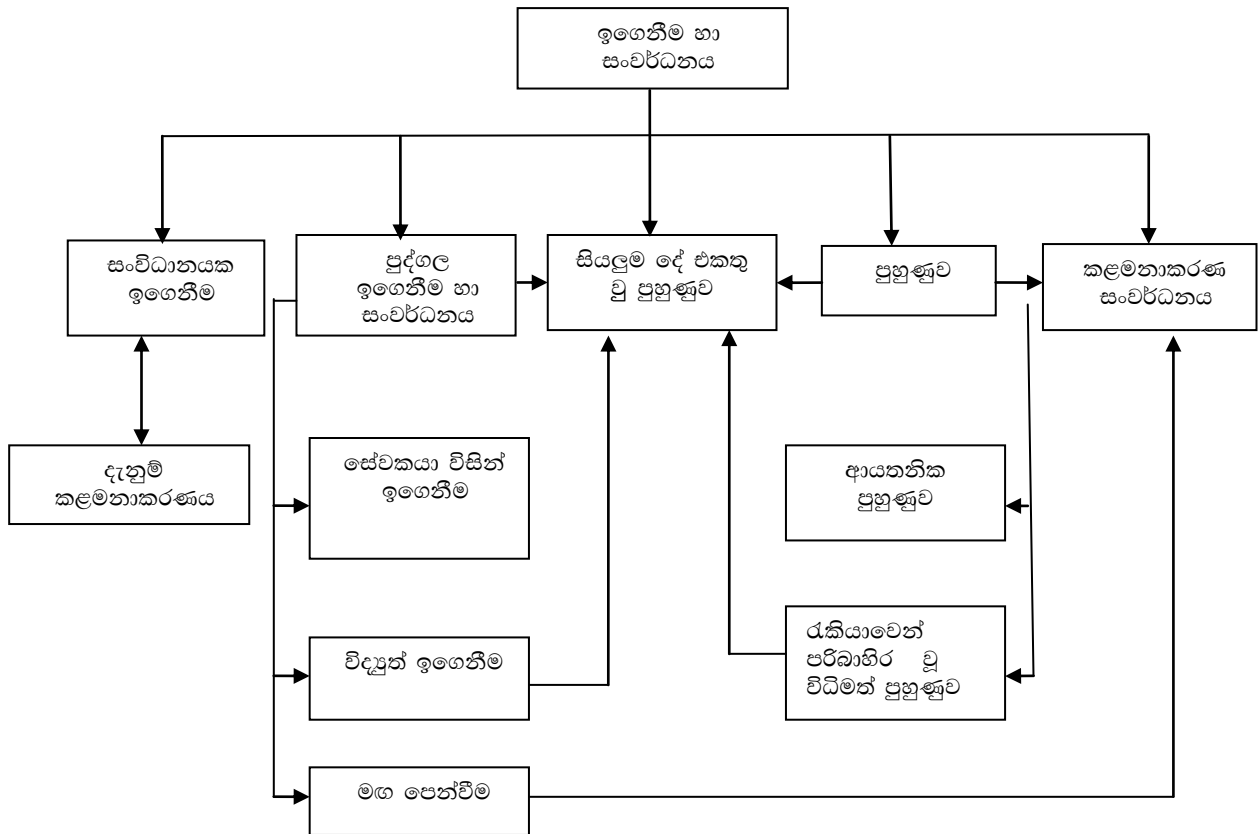 ඉගෙනීම හා
සංවර්ධනය
සංවිධානයක
ඉගෙනීම
පුද්ගල
ඉගෙනීම හා
සංවර්ධනය
සියලුම දේ එකතු
වු පුහුණුව
පුහුණුව
කළමනාකරණ
සංවර්ධනය
දැනුම්
කළමනාකරණය
සේවකයා විසින්
ඉගෙනීම
ආයතනික
පුහුණුව
විද්‍යුත් ඉගෙනීම
රැකියාවෙන්
පරිබාහිර වූ
විධිමත් පුහුණුව
මඟ පෙන්වීම